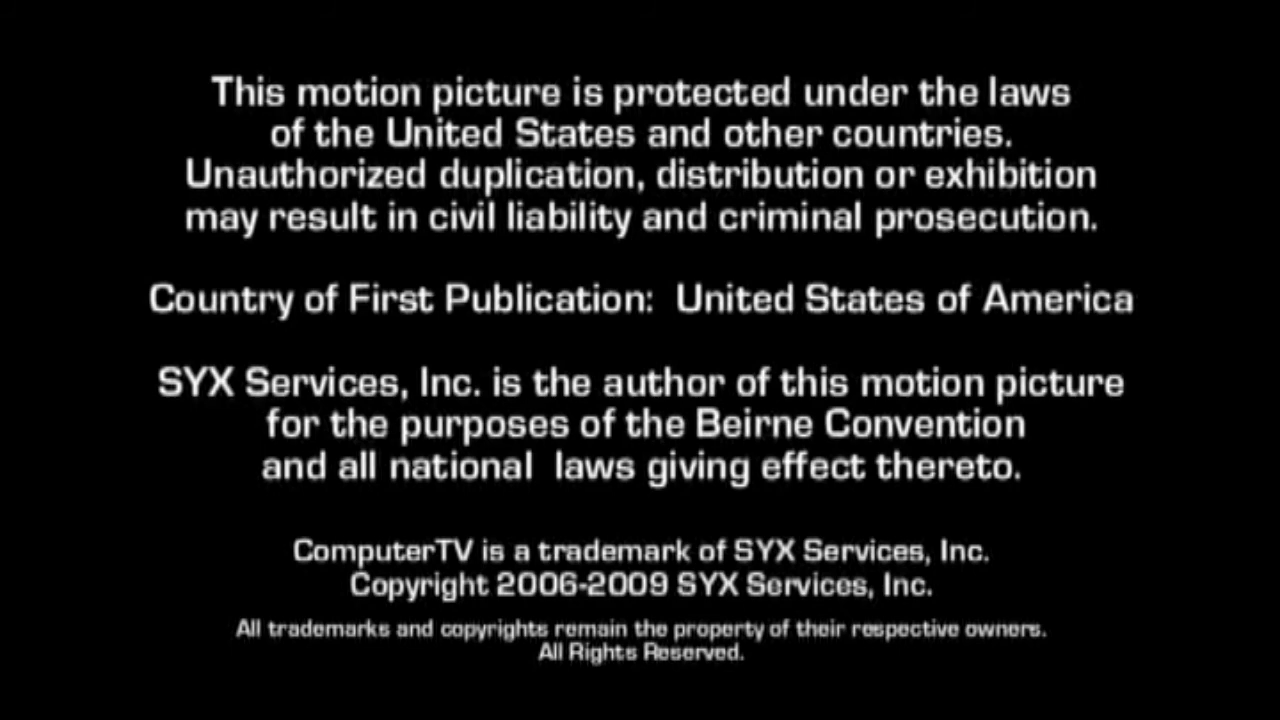 This motion picture is protected under the laws
of the United States and other countries.
Unauthorized duplication, distribution or exhibition
may result in civil liability and criminal prosecution.
Country of First Publication:  United States of America
SYX Services, Inc. is the author of this motion picture
for the purposes of the Beirne Convention
and all national  laws giving effect thereto.
ComputerTV is a trademark of SYX Services, Inc.
Copyright 2006-2009 SYX Services, Inc.
All trademarks and copyrights remain the property of their respective owners.
All Rights Reserved.